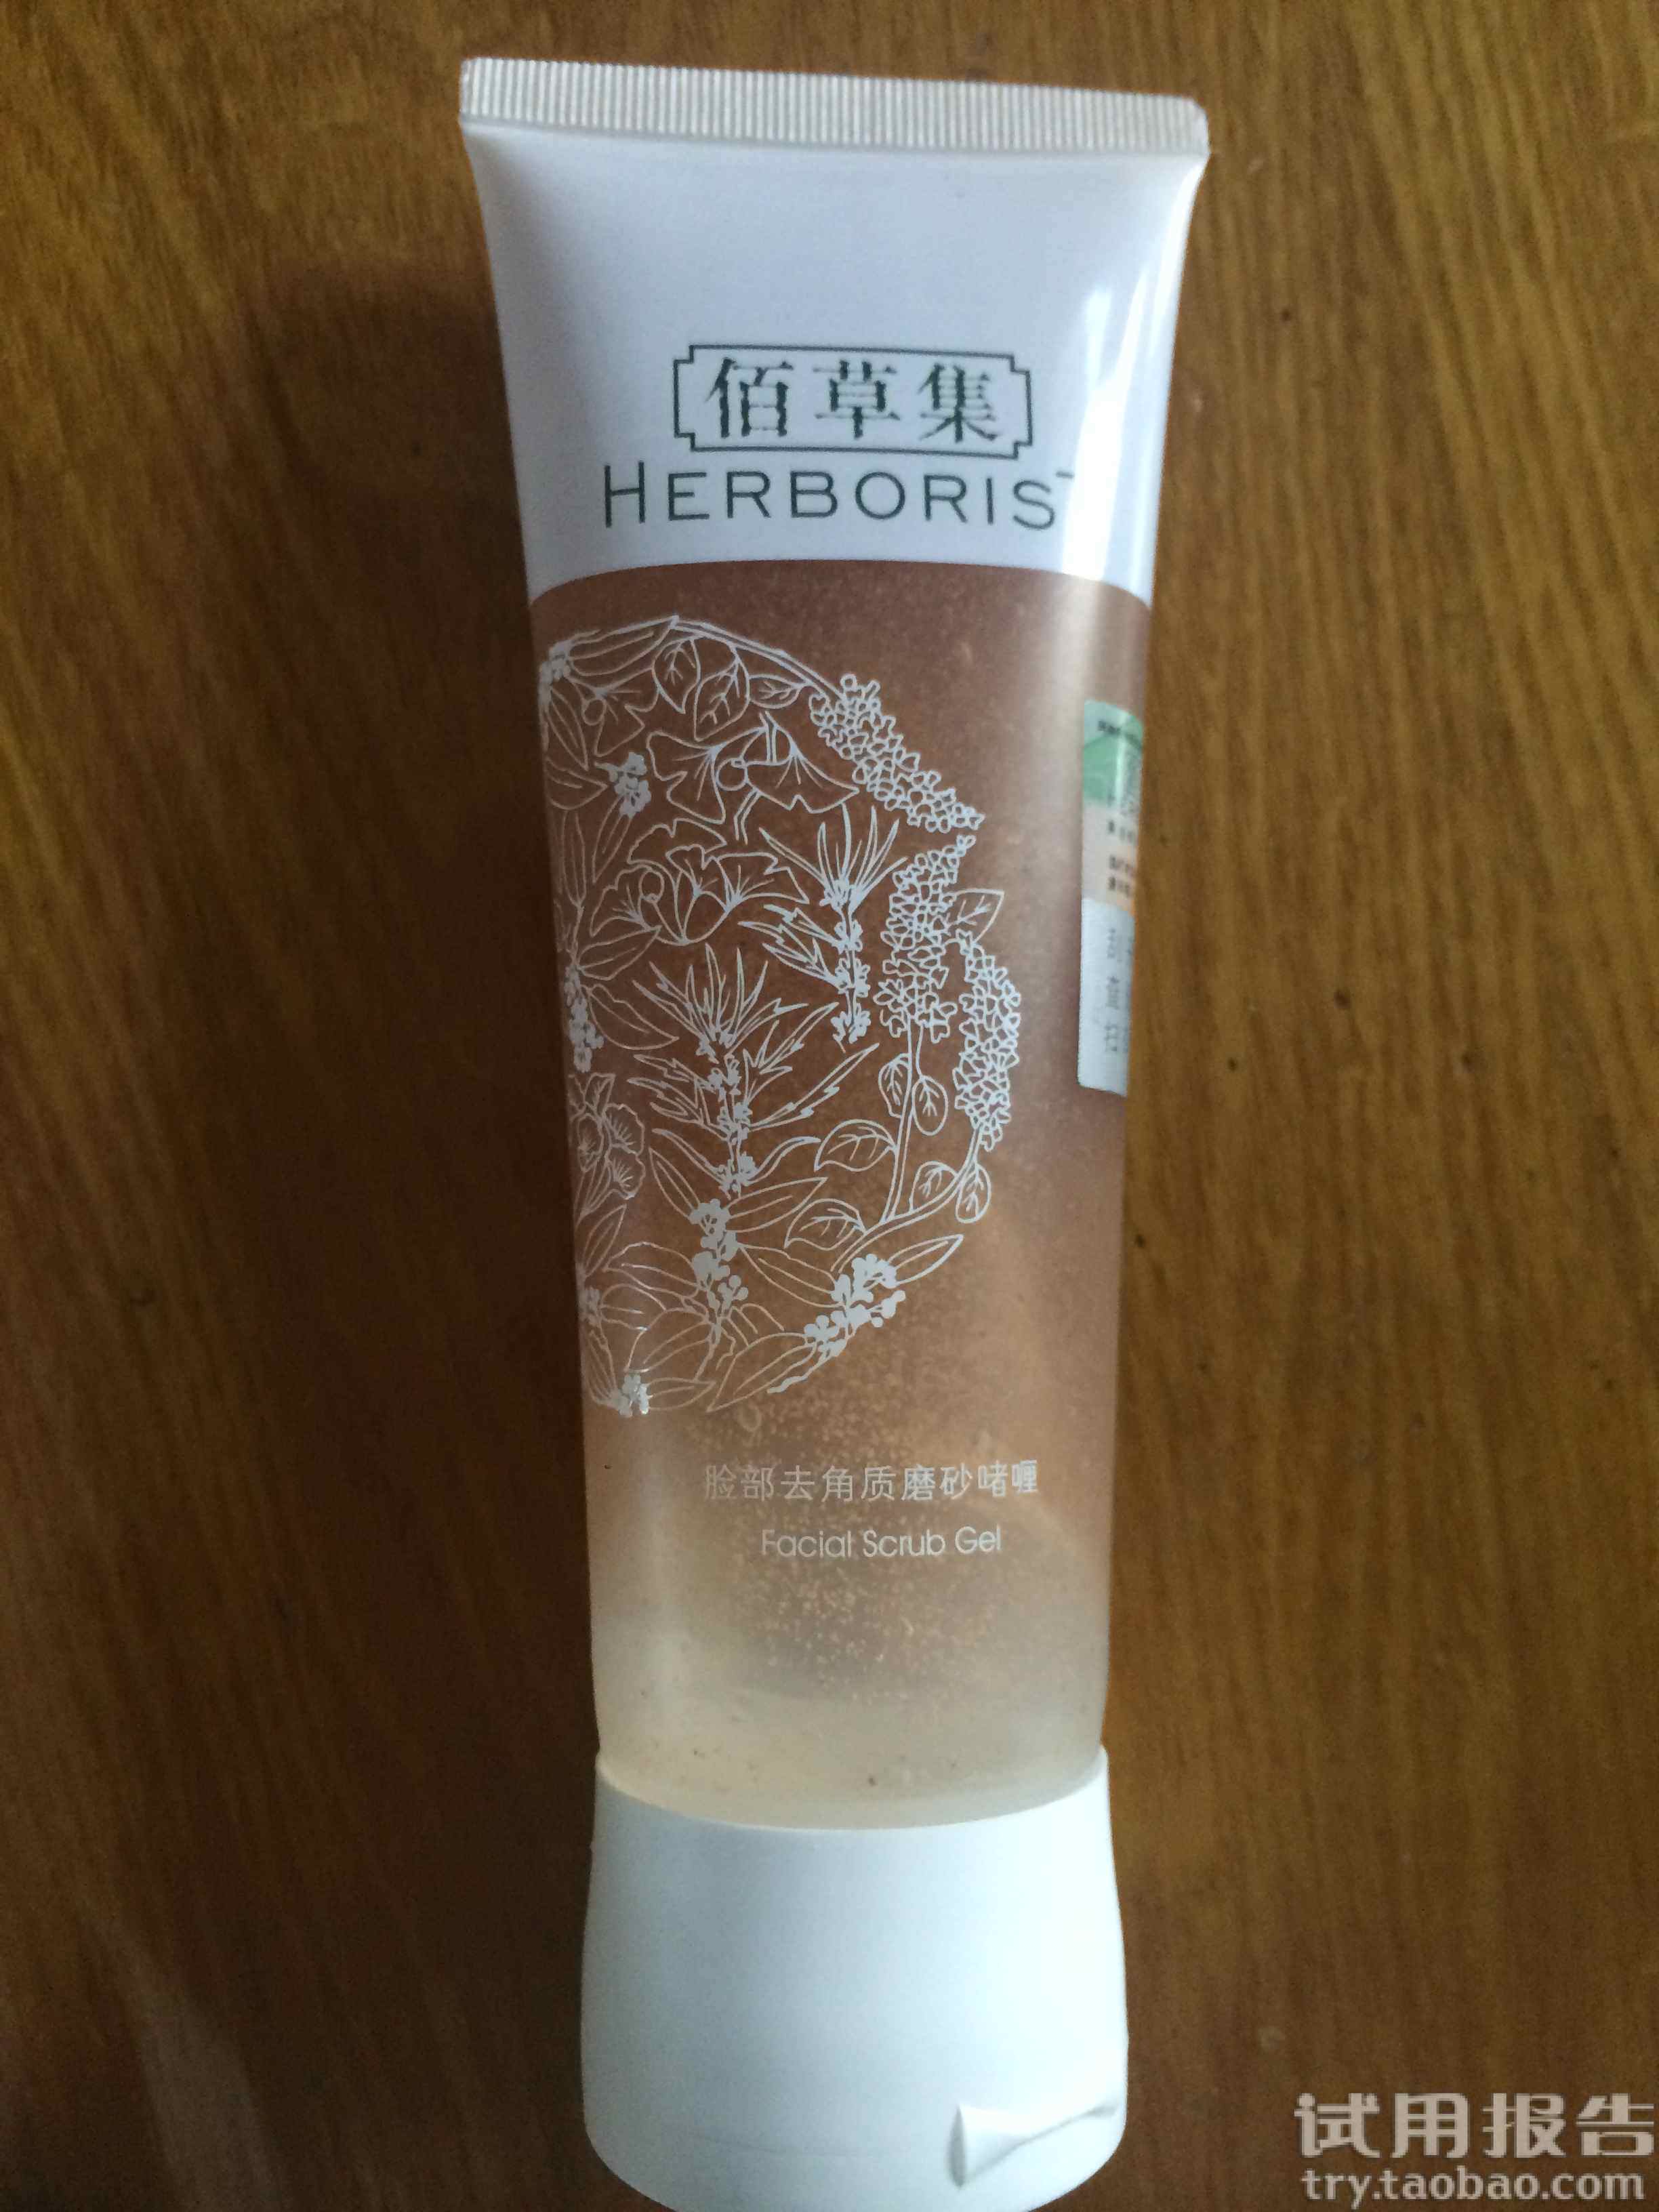 佰草集
HERBORIS
脸部去角质磨砂啫喱
Facial Scrub Gel
试用报告
try.taobao.com